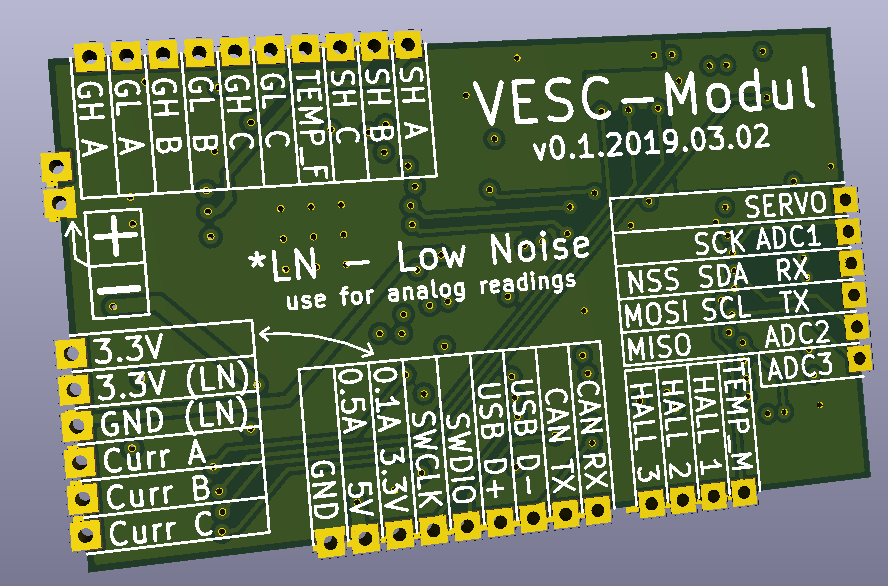 GH A
GL A
GH B
GL B
GH C
GL C
TEMP_F
SH C
SH B
SH A
VESC-Modul
v0.1.2019.03.02
+
−
*LN - Low Noise
use for analog readings
SERVO
SCK ADC1
NSS SDA RX
MOSI SCL TX
MISO ADC2
ADC3
3.3V
3.3V (LN)
GND (LN)
Curr A
Curr B
Curr C
GND
0.5A 5V
0.1A 3.3V
SWCLK
SWDIO
USB D+
USB D-
CAN TX
CAN RX
HALL 3
HALL 2
HALL 1
TEMP_M